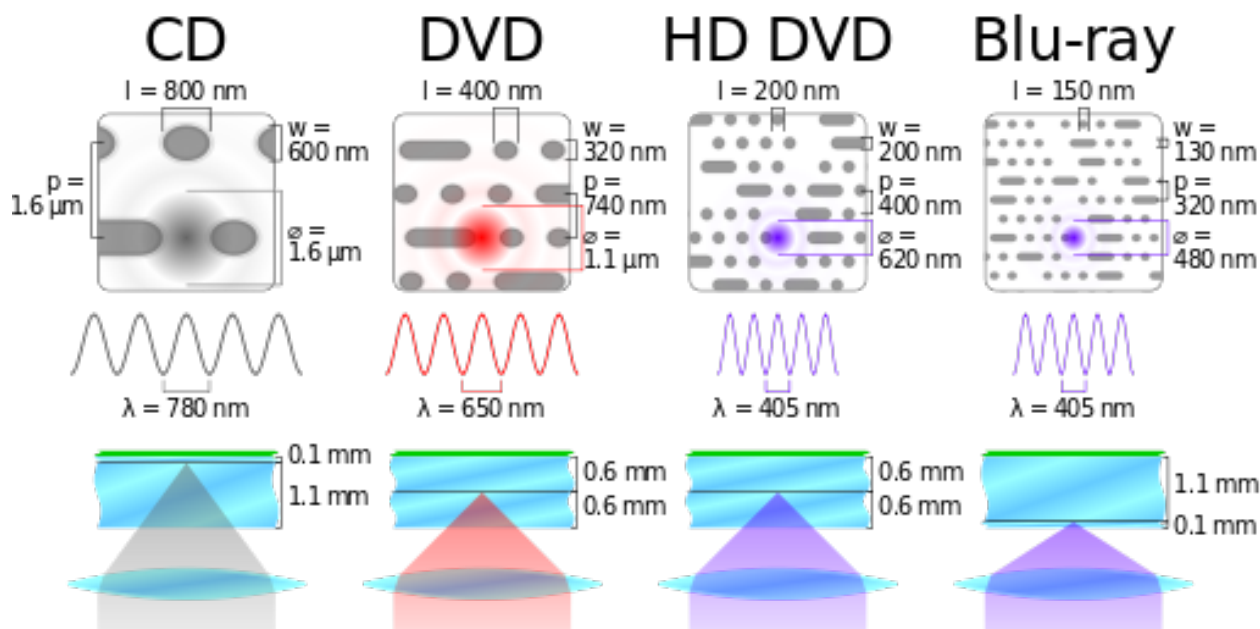 CD
l = 800 nm
w =
600 nm
p =
1.6 µm
⌀ =
1.6 µm
λ = 780 nm
0.1 mm
1.1 mm
DVD
l = 400 nm
w =
320 nm
p =
740 nm
⌀ =
1.1 µm
λ = 650 nm
0.6 mm
0.6 mm
HD DVD
l = 200 nm
w =
200 nm
p =
400 nm
⌀ =
620 nm
λ = 405 nm
0.6 mm
0.6 mm
Blu-ray
l = 150 nm
w =
130 nm
p =
320 nm
⌀ =
480 nm
λ = 405 nm
1.1 mm
0.1 mm